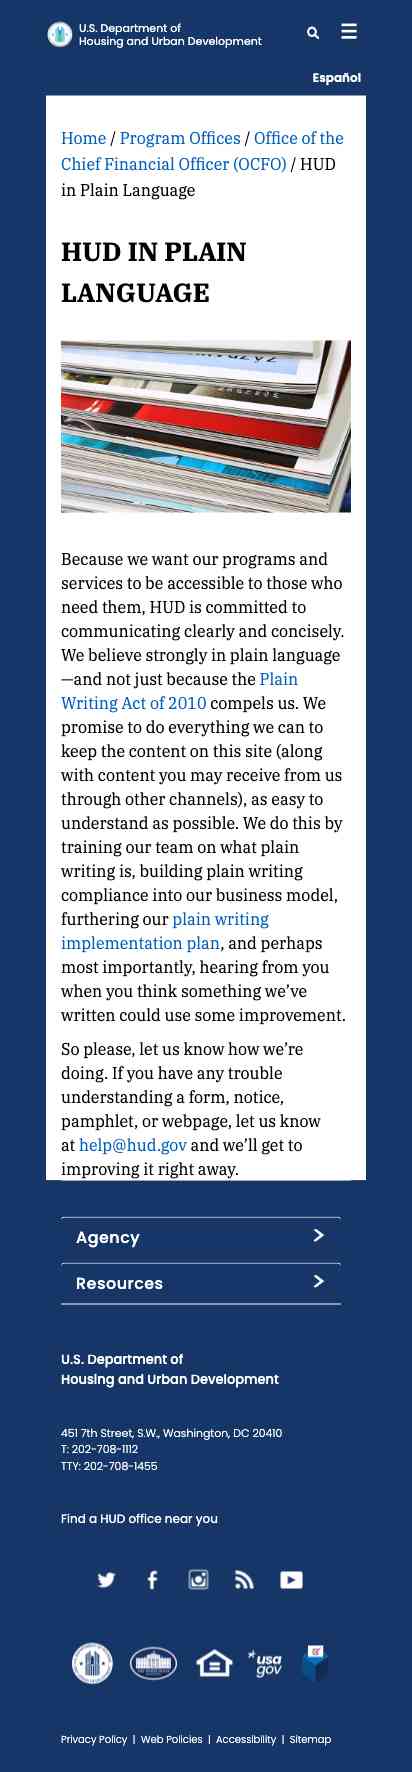 U.S. Department of
Housing and Urban Development
Español
Home / Program Offices / Office of the
Chief Financial Officer (OCFO) / HUD
in Plain Language
HUD IN PLAIN
LANGUAGE
Because we want our programs and
services to be accessible to those who
need them, HUD is committed to
communicating clearly and concisely.
We believe strongly in plain language
—and not just because the Plain
Writing Act of 2010 compels us. We
promise to do everything we can to
keep the content on this site (along
with content you may receive from us
through other channels), as easy to
understand as possible. We do this by
training our team on what plain
writing is, building plain writing
compliance into our business model,
furthering our plain writing
implementation plan, and perhaps
most importantly, hearing from you
when you think something we’ve
written could use some improvement.
So please, let us know how we’re
doing. If you have any trouble
understanding a form, notice,
pamphlet, or webpage, let us know
at help@hud.gov and we’ll get to
improving it right away.
Agency
Resources
U.S. Department of
Housing and Urban Development
451 7th Street, S.W., Washington, DC 20410
T: 202-708-1112
TTY: 202-708-1455
Find a HUD office near you
usa
gov
Privacy Policy | Web Policies | Accessibility | Sitemap